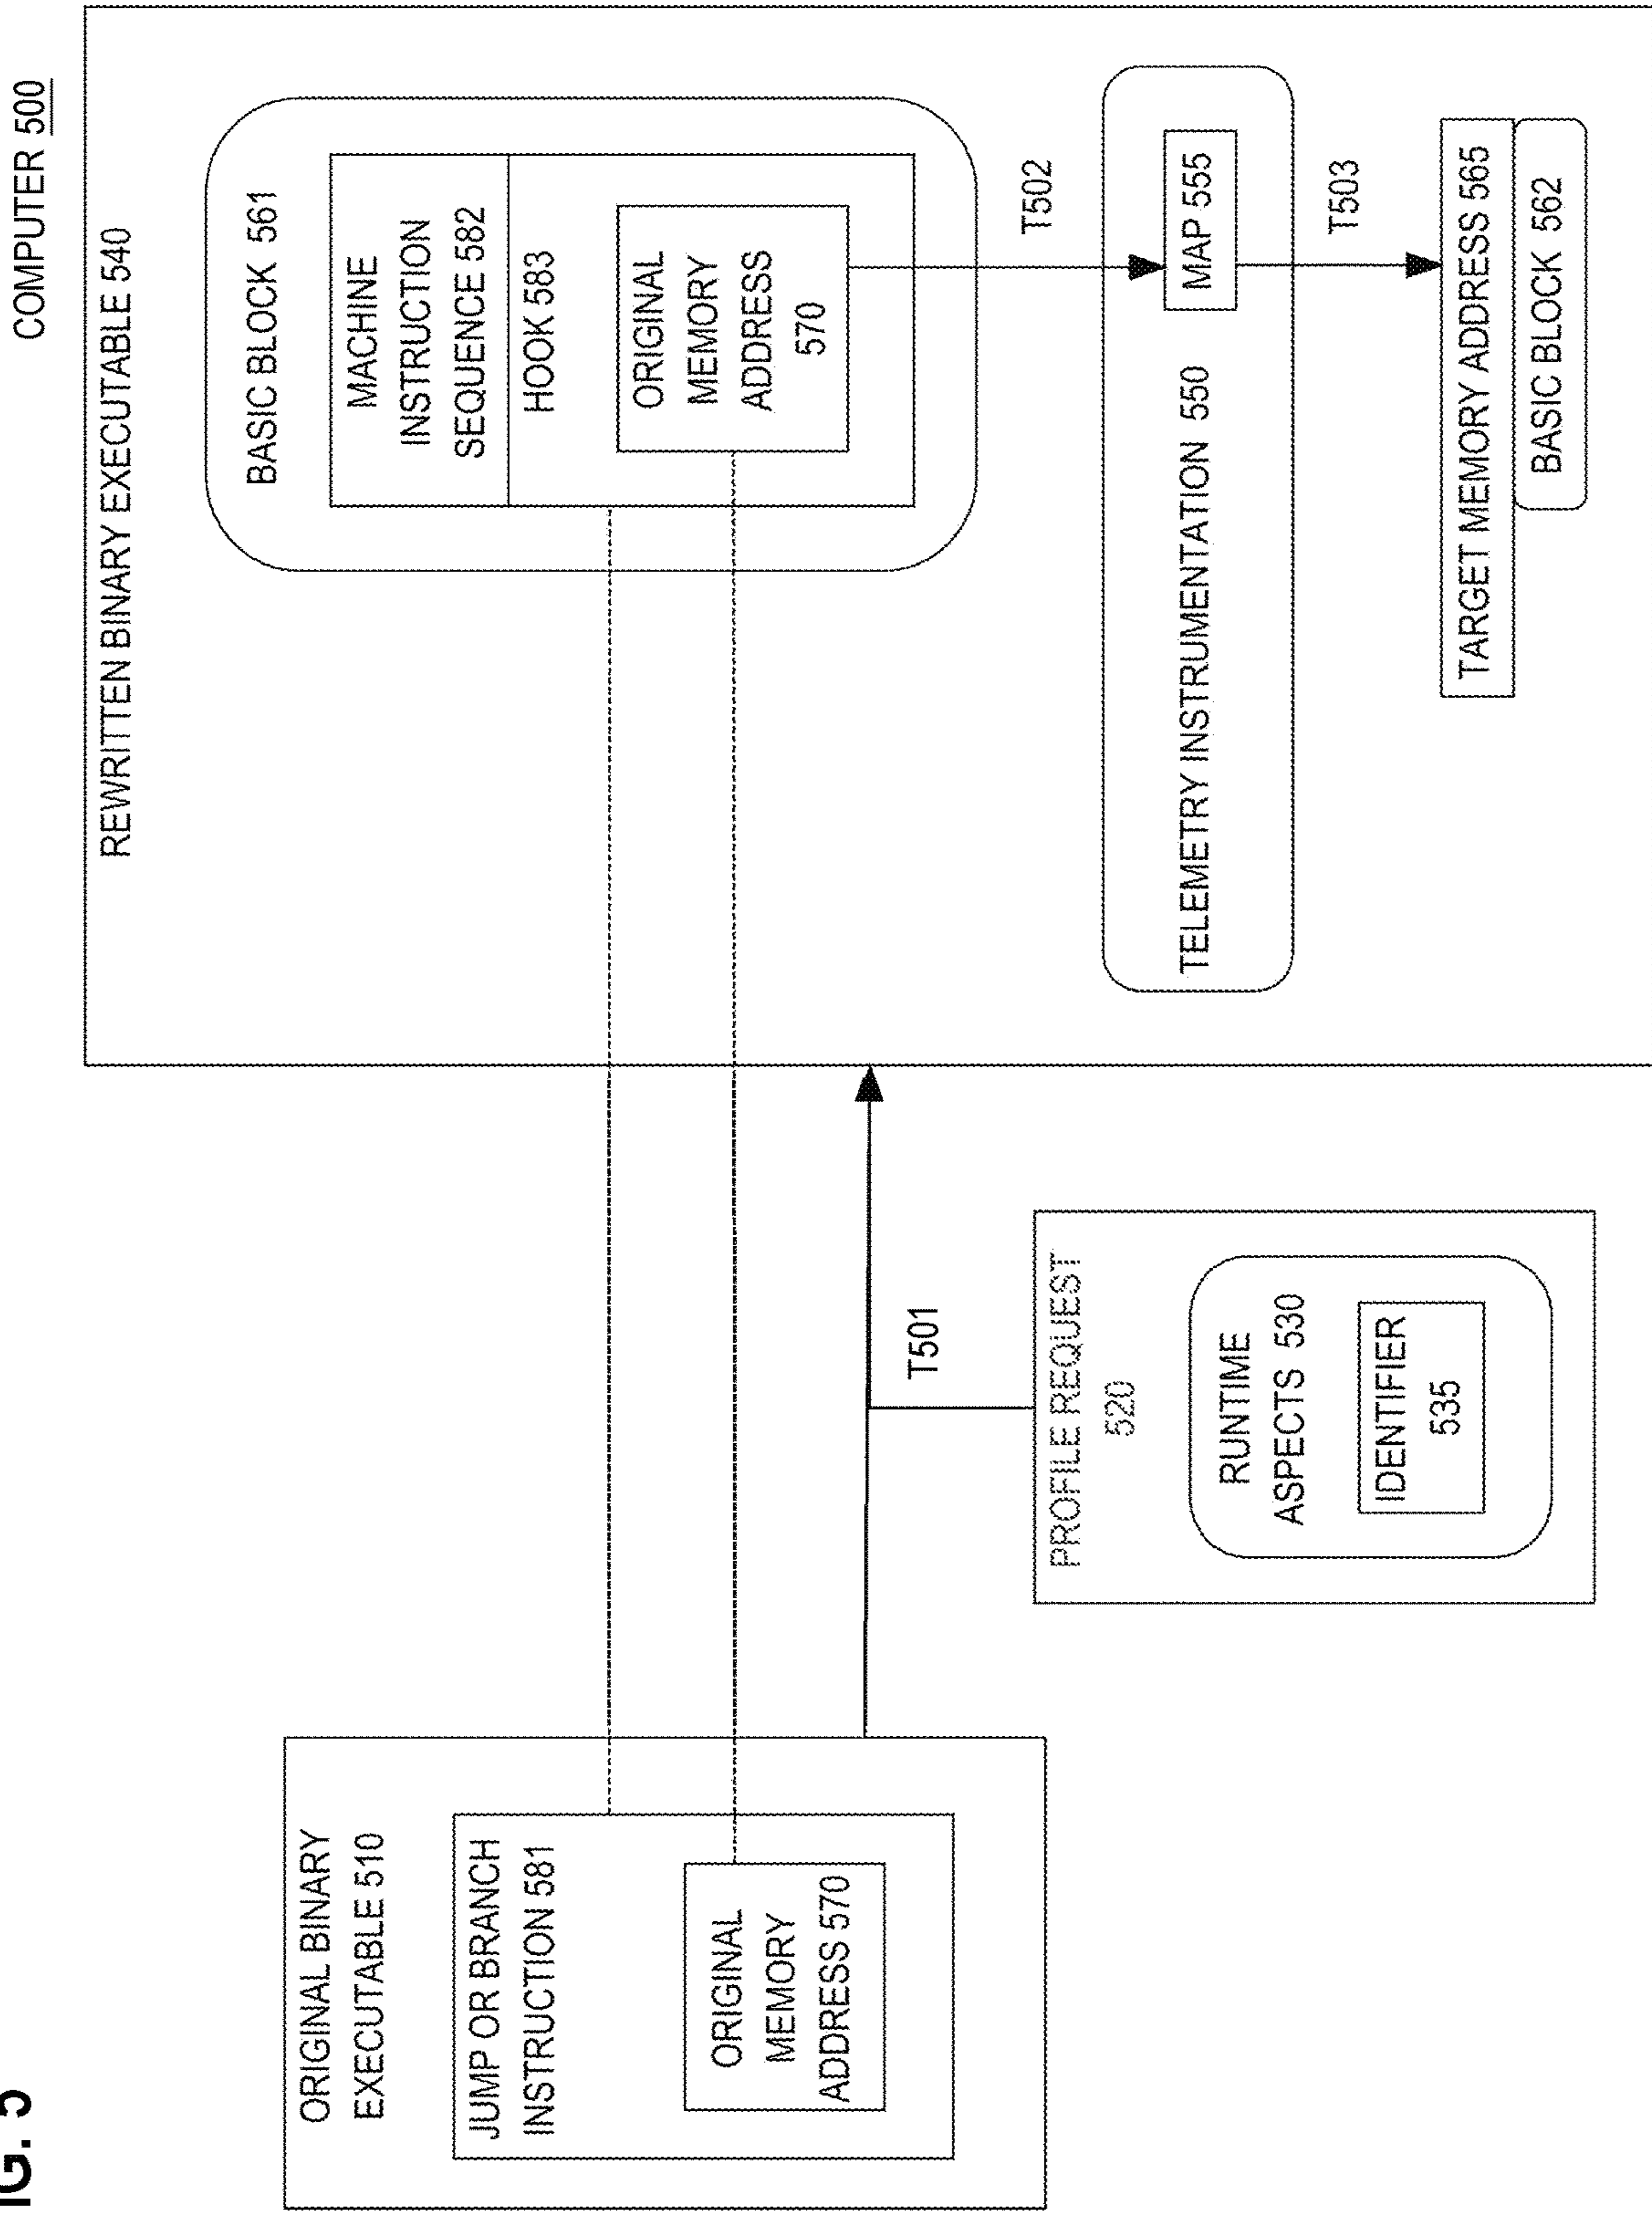 IG. 5
COMPUTER 500
ORIGINAL BINARY
EXECUTABLE 510
JUMP OR BRANCH
INSTRUCTION 581
ORIGINAL
MEMORY
ADDRESS 570
PROFILE REQUEST
520
RUNTIME
ASPECTS 530
IDENTIFIER
535
T501
REWRITTEN BINARY EXECUTABLE 540
BASIC BLOCK 561
MACHINE
INSTRUCTION
SEQUENCE 582
HOOK 583
ORIGINAL
MEMORY
ADDRESS
570
T502
TELEMETRY INSTRUMENTATION 550
MAP 555
T503
TARGET MEMORY ADDRESS 565
BASIC BLOCK 562